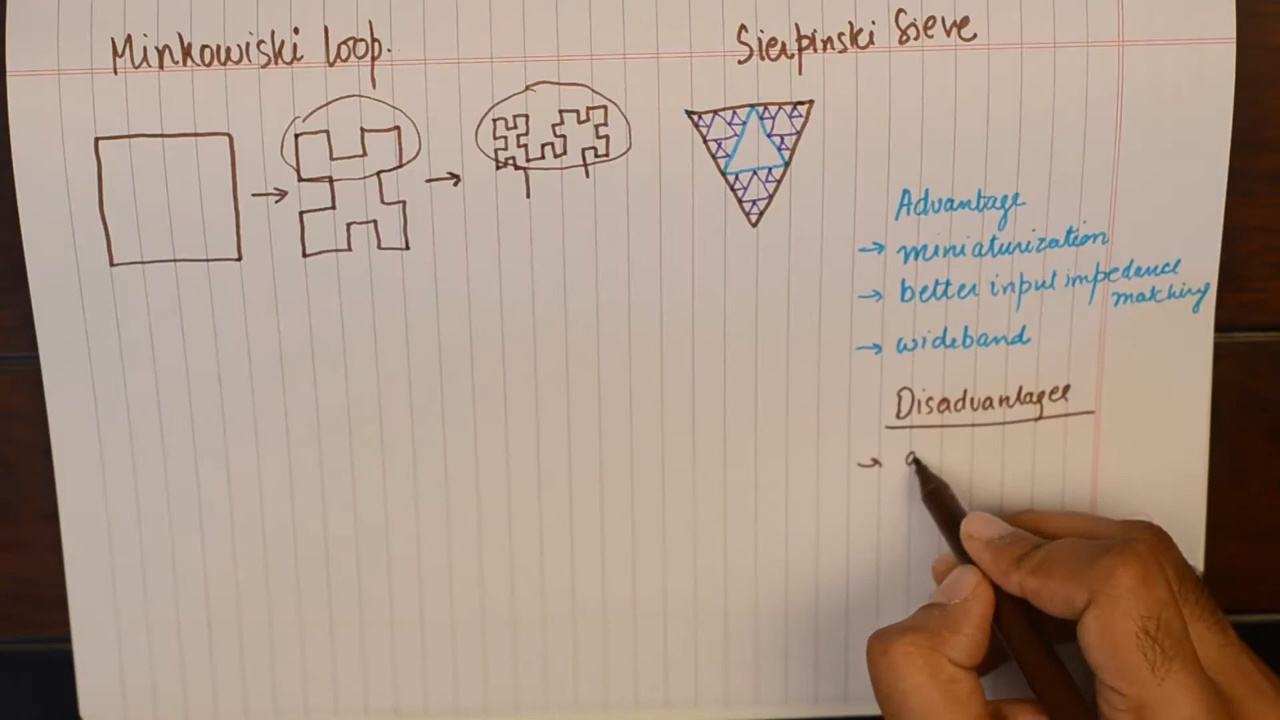 Minkowiski loop.
Sierpinski Sieve
Advantage
→ miniaturization
→ better input impedence
matching
→ wideband
Disadvantages
→